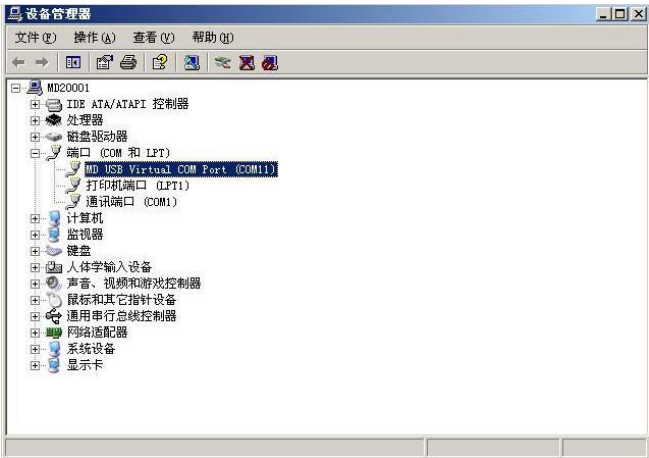 设备管理器
文件(F) 操作(A) 查看(V) 帮助(H)
MD20001
IDE ATA/ATAPI 控制器
处理器
磁盘驱动器
端口 (COM 和 LPT)
MD USB Virtual COM Port (COM11)
打印机端口 (LPT1)
通讯端口 (COM1)
计算机
监视器
键盘
人体学输入设备
声音、视频和游戏控制器
鼠标和其它指针设备
通用串行总线控制器
网络适配器
系统设备
显示卡